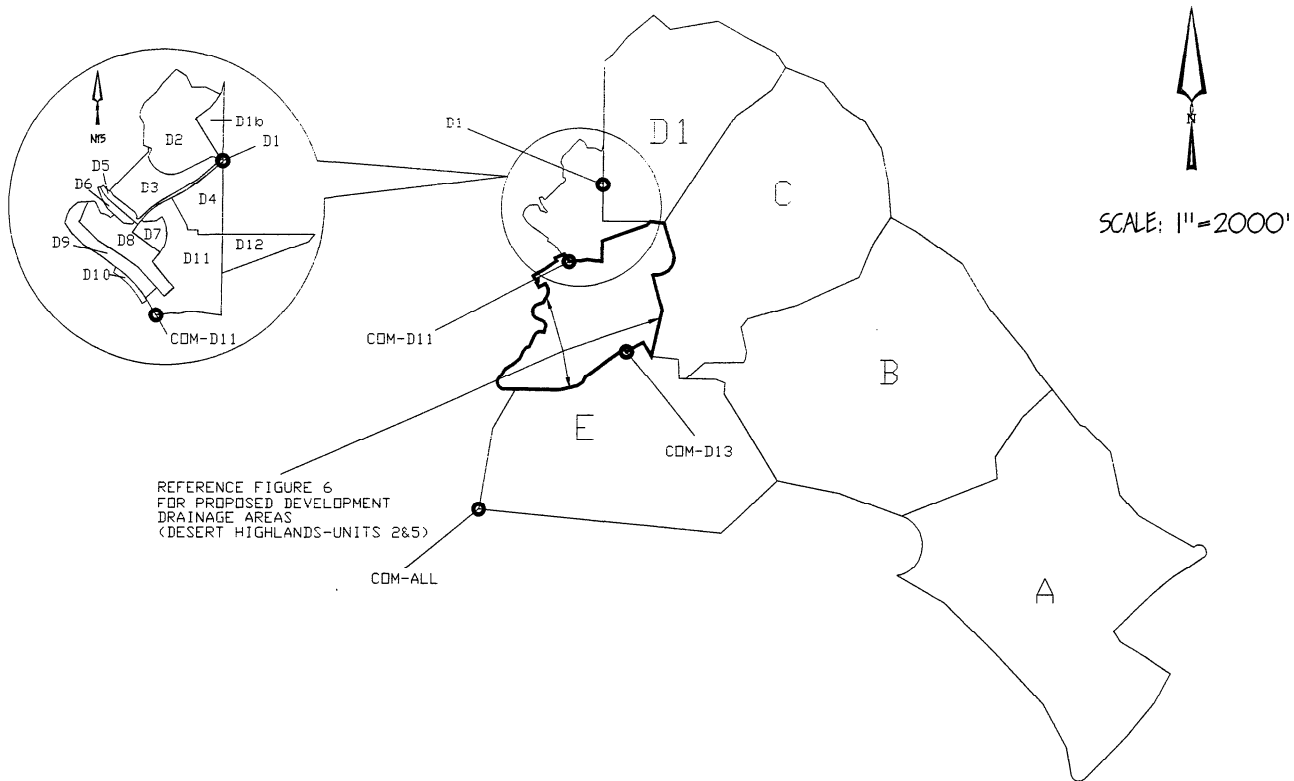 NTS
D2
D1b
D1
D5
D6
D3
D4
D9
D8
D7
D11
D12
D10
COM-D11
D1
D1
C
N
SCALE: 1"=2000'
COM-D11
B
E
COM-D13
REFERENCE FIGURE 6
FOR PROPOSED DEVELOPMENT
DRAINAGE AREAS
(DESERT HIGHLANDS-UNITS 2&5)
COM-ALL
A